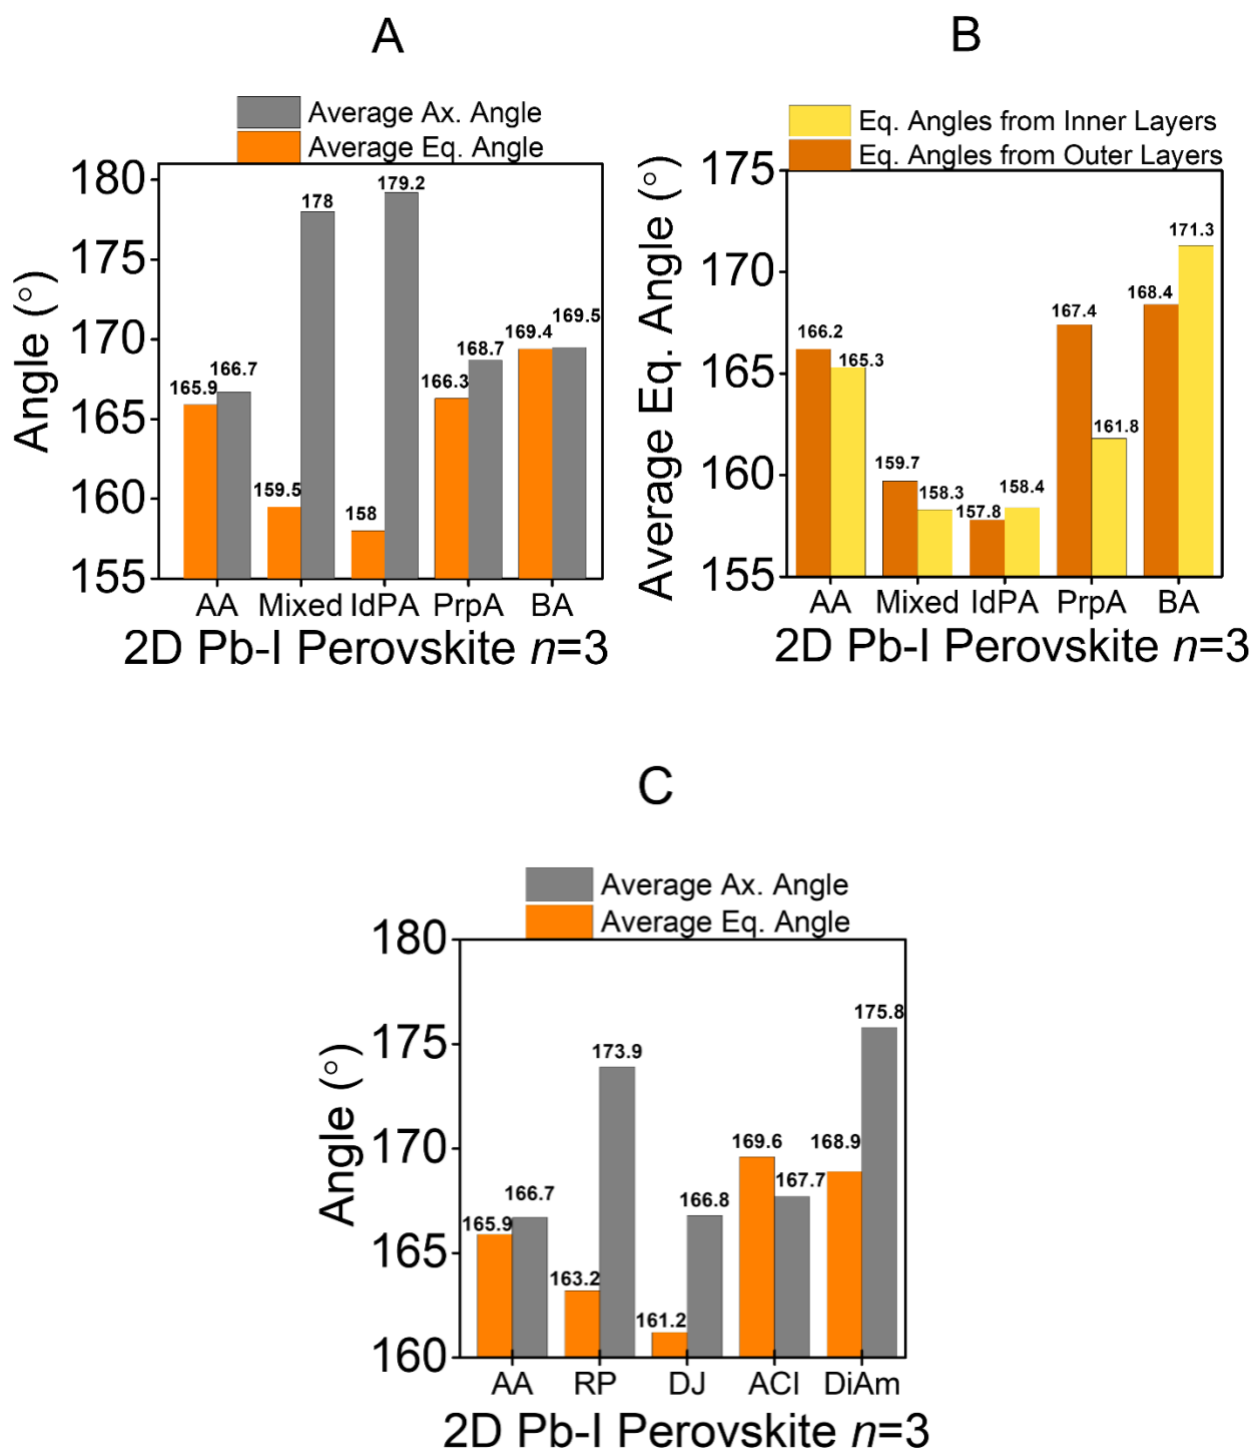 A
Average Ax. Angle
Average Eq. Angle
Angle (°)
180
175
170
165
160
155
165.9
166.7
159.5
178
158
179.2
166.3
168.7
169.4
169.5
AA Mixed IdPA PrpA BA
2D Pb-I Perovskite n=3
B
Eq. Angles from Inner Layers
Eq. Angles from Outer Layers
Average Eq. Angle (°)
175
170
165
160
155
166.2
165.3
159.7
158.3
157.8
158.4
167.4
161.8
168.4
171.3
AA Mixed IdPA PrpA BA
2D Pb-I Perovskite n=3
C
Average Ax. Angle
Average Eq. Angle
Angle (°)
180
175
170
165
160
165.9
166.7
163.2
173.9
161.2
166.8
169.6
167.7
168.9
175.8
AA RP DJ ACI DiAm
2D Pb-I Perovskite n=3